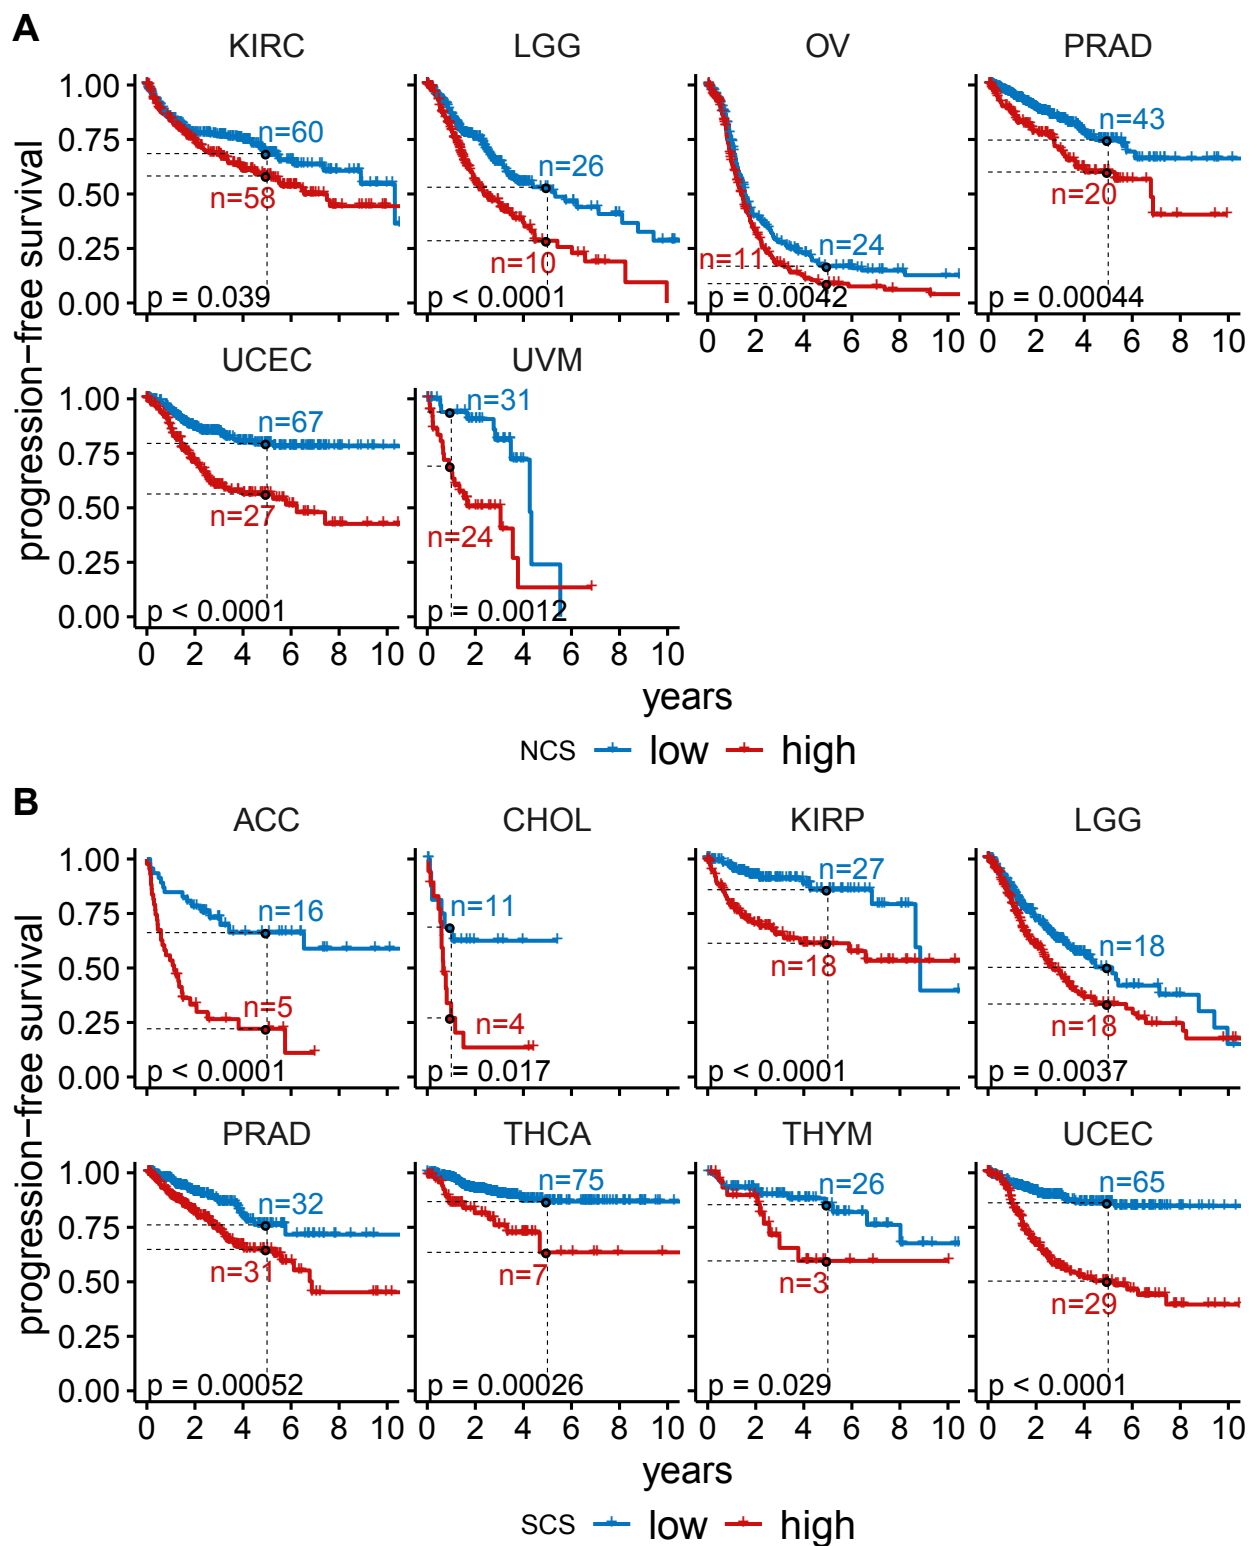 A
KIRC LGG OV PRAD
progression−free survival
1.00
0.75
0.50
0.25
0.00
n=60
n=58
p = 0.039
n=26
n=10
p < 0.0001
n=24
n=11
p = 0.0042
n=43
n=20
p = 0.00044
0 2 4 6 8 10
0 2 4 6 8 10
UCEC UVM
1.00
0.75
0.50
0.25
0.00
n=67
n=27
p < 0.0001
n=31
n=24
p = 0.0012
0 2 4 6 8 10
0 2 4 6 8 10
years
NCS low high
B
ACC CHOL KIRP LGG
progression−free survival
1.00
0.75
0.50
0.25
0.00
n=16
n=5
p < 0.0001
n=11
n=4
p = 0.017
n=27
n=18
p < 0.0001
n=18
n=18
p = 0.0037
PRAD THCA THYM UCEC
1.00
0.75
0.50
0.25
0.00
n=32
n=31
p = 0.00052
n=75
n=7
p = 0.00026
n=26
n=3
p = 0.029
n=65
n=29
p < 0.0001
0 2 4 6 8 10
0 2 4 6 8 10
0 2 4 6 8 10
0 2 4 6 8 10
years
SCS low high